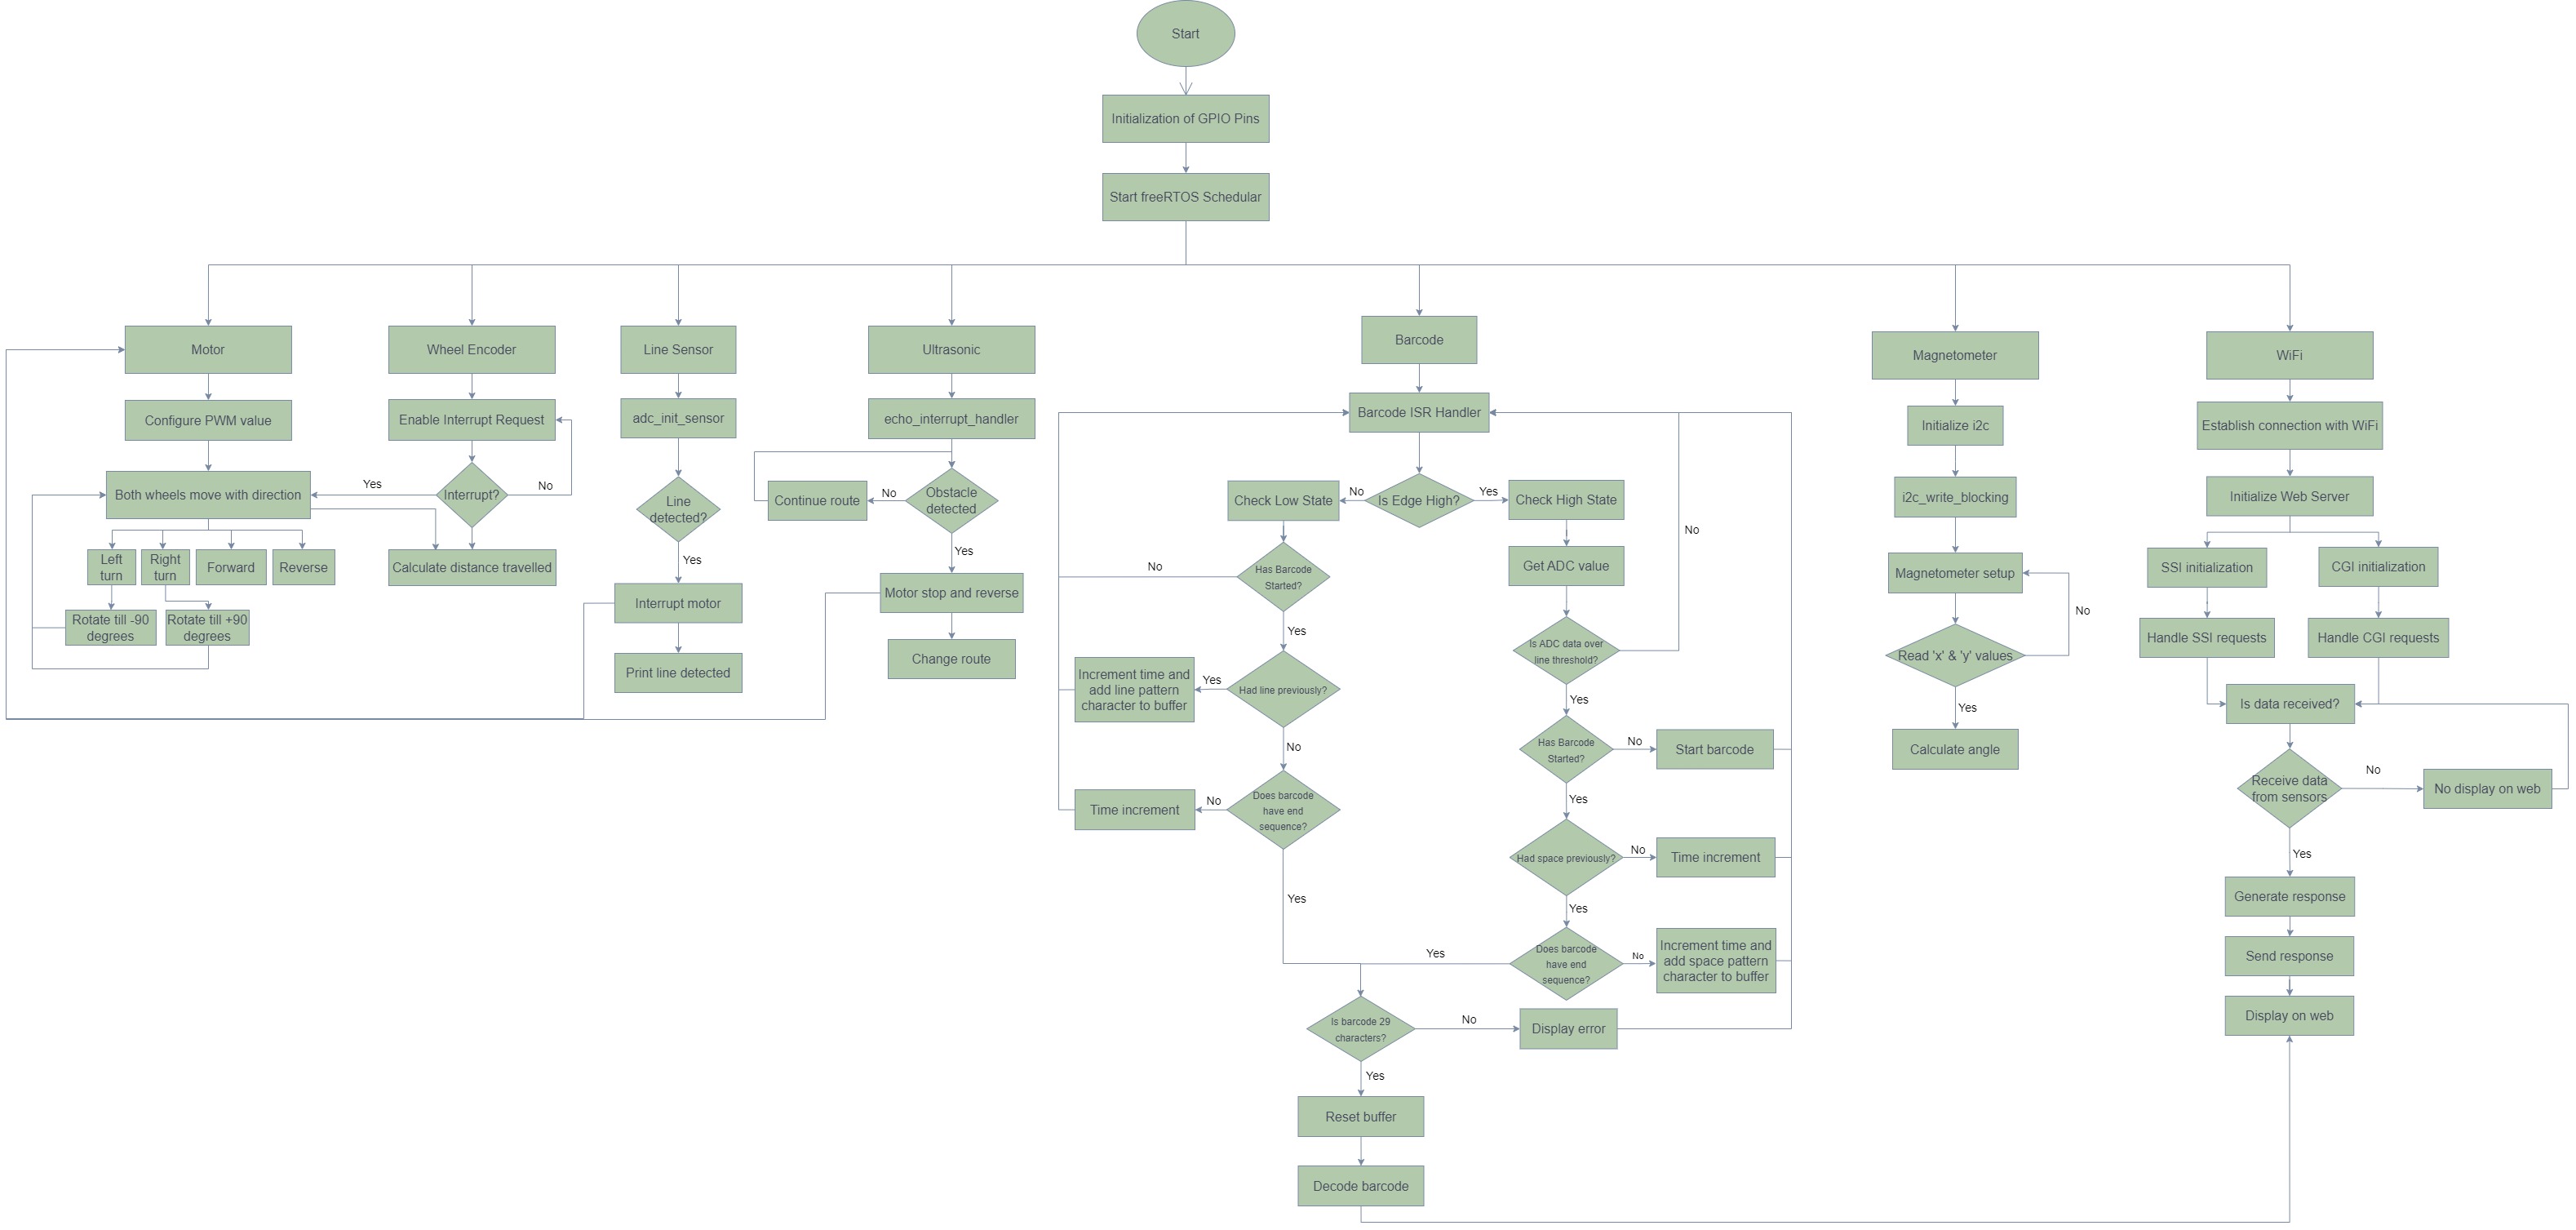 Start
Initialization of GPIO Pins
Start freeRTOS Schedular
Motor
Configure PWM value
Both wheels move with direction
Left
turn
Right
turn
Forward
Reverse
Rotate till -90
degrees
Rotate till +90
degrees
Wheel Encoder
Enable Interrupt Request
Interrupt?
Yes
No
Calculate distance travelled
Line Sensor
adc_init_sensor
Line
detected?
Yes
Interrupt motor
Print line detected
Ultrasonic
echo_interrupt_handler
Obstacle
detected
No
Continue route
Yes
Motor stop and reverse
Change route
Barcode
Barcode ISR Handler
Is Edge High?
No
Yes
Check Low State
Has Barcode
Started?
No
Yes
Had line previously?
Yes
Increment time and
add line pattern
character to buffer
No
Does barcode
have end
sequence?
No
Time increment
Yes
Check High State
Get ADC value
Is ADC data over
line threshold?
No
Yes
Has Barcode
Started?
No
Start barcode
Yes
Had space previously?
No
Time increment
Yes
Does barcode
have end
sequence?
No
Increment time and
add space pattern
character to buffer
Yes
Is barcode 29
characters?
No
Display error
Yes
Reset buffer
Decode barcode
Magnetometer
Initialize i2c
i2c_write_blocking
Magnetometer setup
Read 'x' & 'y' values
No
Yes
Calculate angle
WiFi
Establish connection with WiFi
Initialize Web Server
SSI initialization
CGI initialization
Handle SSI requests
Handle CGI requests
Is data received?
Receive data
from sensors
No
No display on web
Yes
Generate response
Send response
Display on web